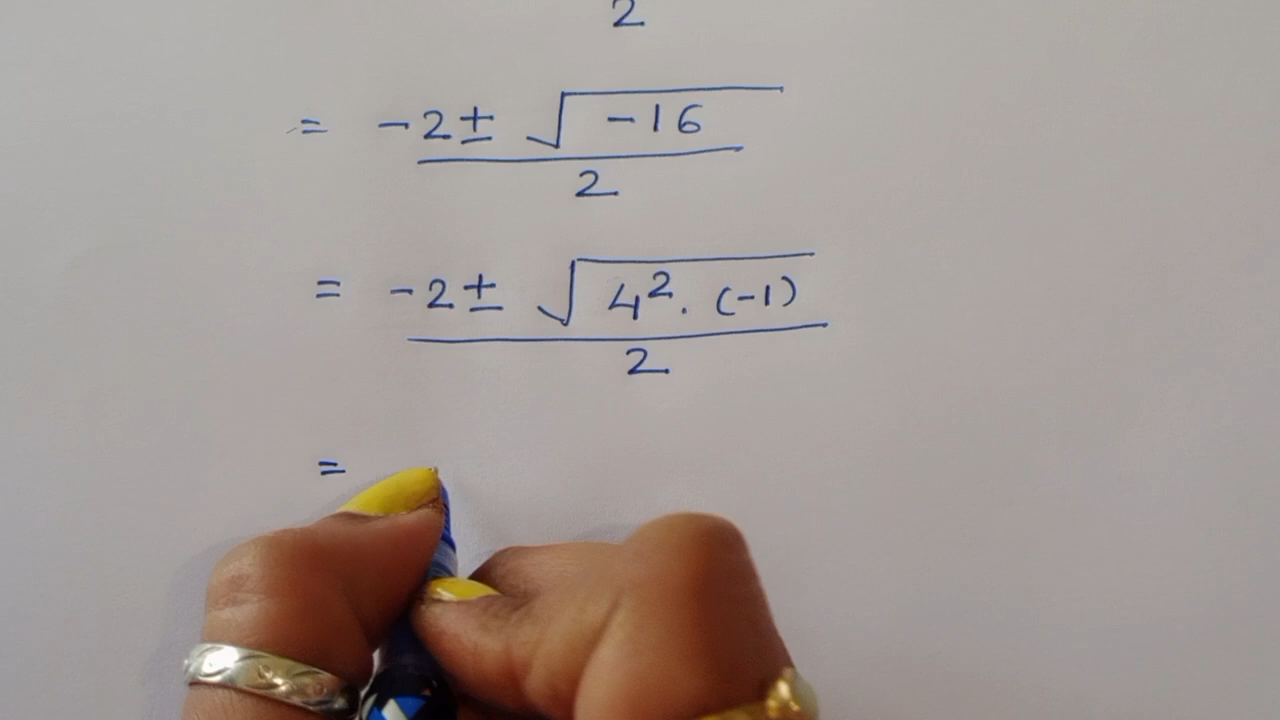 2
= -2 ± √-16
2
= -2 ± √4². (-1)
2
=